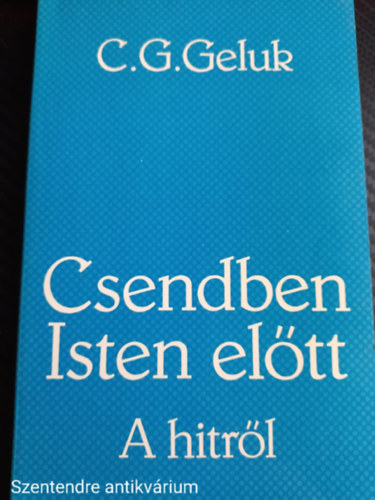 C.G.Geluk
Csendben
Isten előtt
A hitről
Szentendre antikvárium